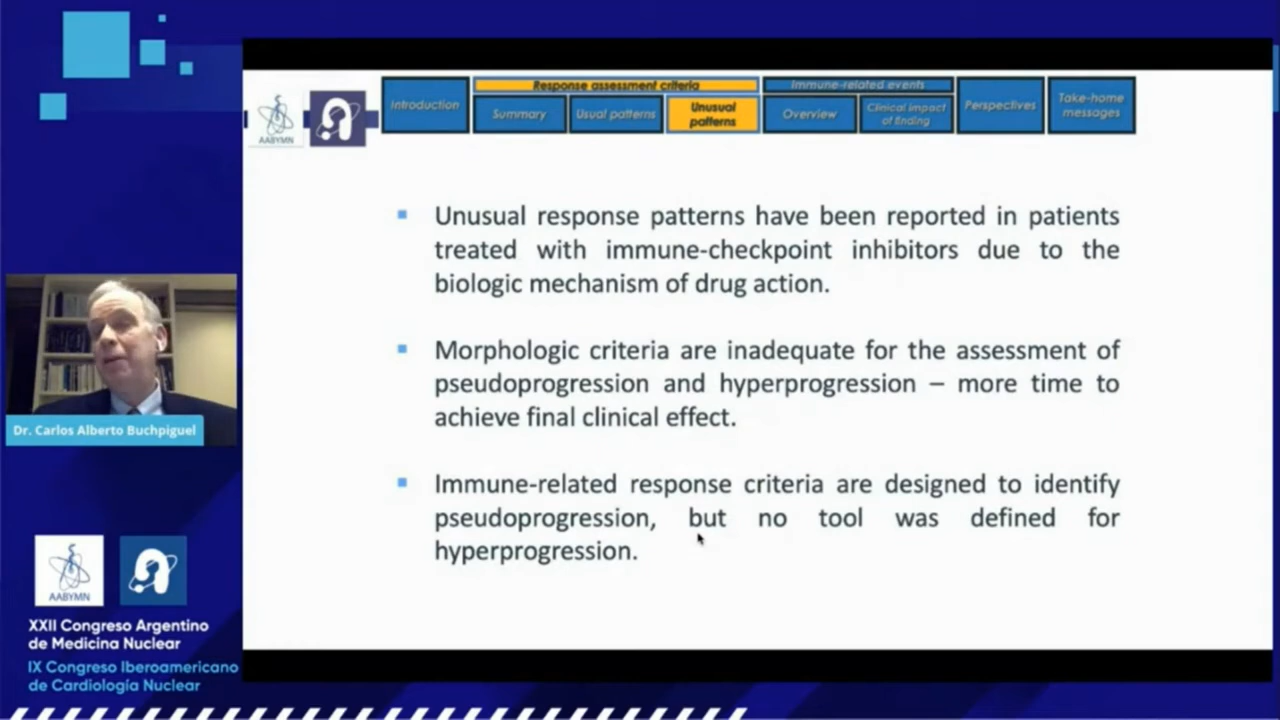 Response assessment criteria
Immune-related events
Introduction
Summary
Usual patterns
Unusual
patterns
Overview
Clinical impact
of finding
Perspectives
Take-home
messages
AABYMN
Unusual response patterns have been reported in patients
treated with immune-checkpoint inhibitors due to the
biologic mechanism of drug action.
Morphologic criteria are inadequate for the assessment of
pseudoprogression and hyperprogression – more time to
achieve final clinical effect.
Immune-related response criteria are designed to identify
pseudoprogression, but no tool was defined for
hyperprogression.
Dr. Carlos Alberto Buchpiguel
AABYMN
XXII Congreso Argentino
de Medicina Nuclear
IX Congreso Iberoamericano
de Cardiología Nuclear